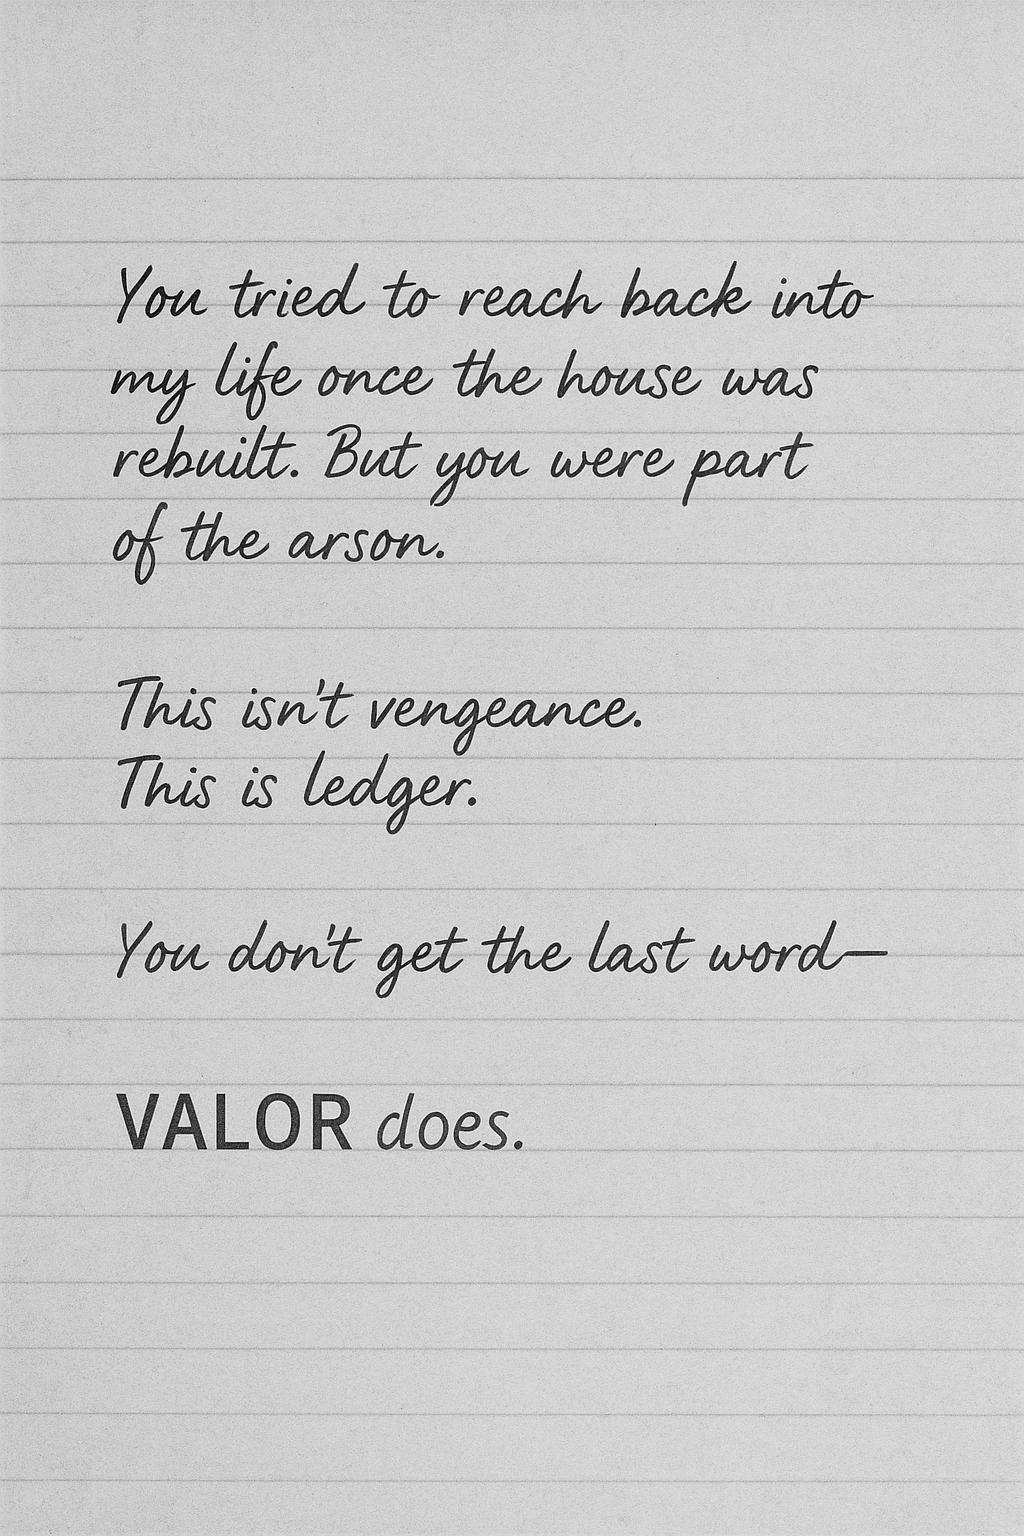 You tried to reach back into
my life once the house was
rebuilt. But you were part
of the arson.
This isn't vengeance.
This is ledger.
You don't get the last word—
VALOR does.